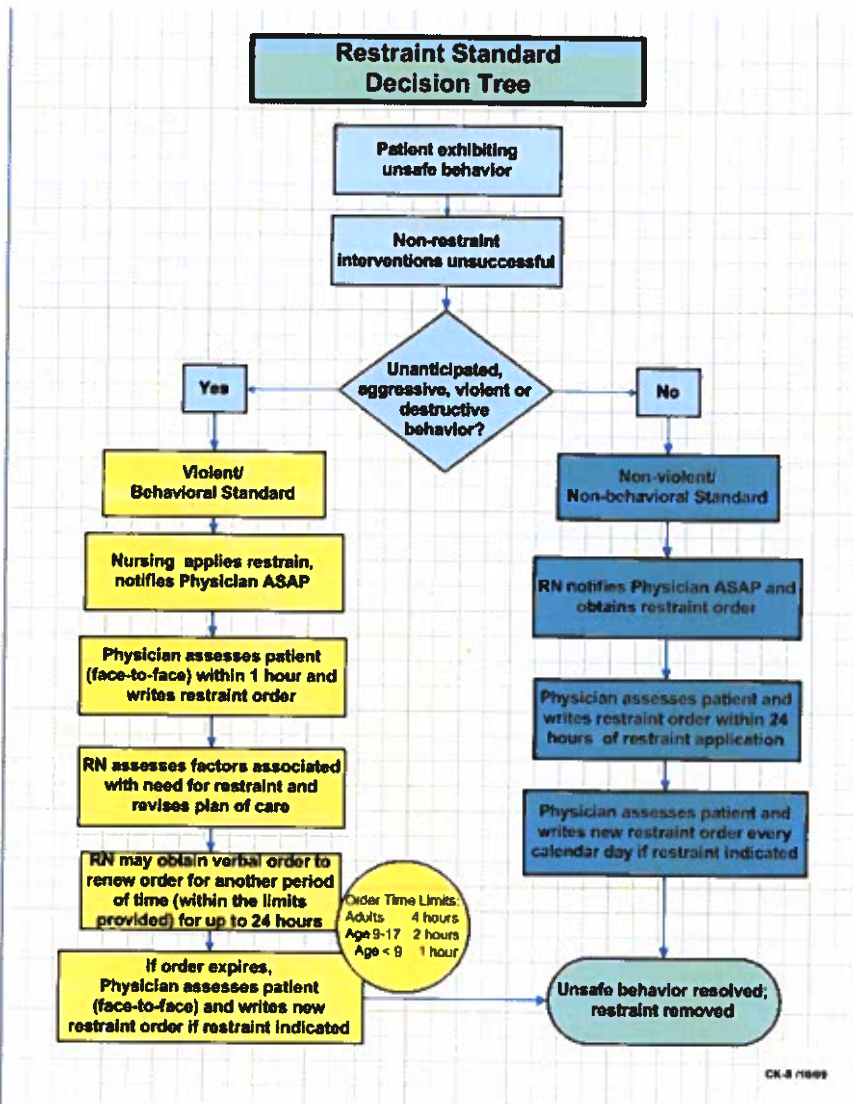 Restraint Standard
Decision Tree
Patient exhibiting
unsafe behavior
Non-restraint
interventions unsuccessful
Unanticipated,
aggressive, violent or
destructive
behavior?
Yes
No
Violent/
Behavioral Standard
Nursing applies restrain,
notifies Physician ASAP
Physician assesses patient
(face-to-face) within 1 hour and
writes restraint order
RN assesses factors associated
with need for restraint and
revises plan of care
RN may obtain verbal order to
renew order for another period
of time (within the limits
provided) for up to 24 hours
Order Time Limits:
Adults 4 hours
Age 9-17 2 hours
Age < 9 1 hour
If order expires,
Physician assesses patient
(face-to-face) and writes new
restraint order if restraint indicated
Non-violent/
Non-behavioral Standard
RN notifies Physician ASAP and
obtains restraint order
Physician assesses patient and
writes restraint order within 24
hours of restraint application
Physician assesses patient and
writes new restraint order every
calendar day if restraint indicated
Unsafe behavior resolved;
restraint removed